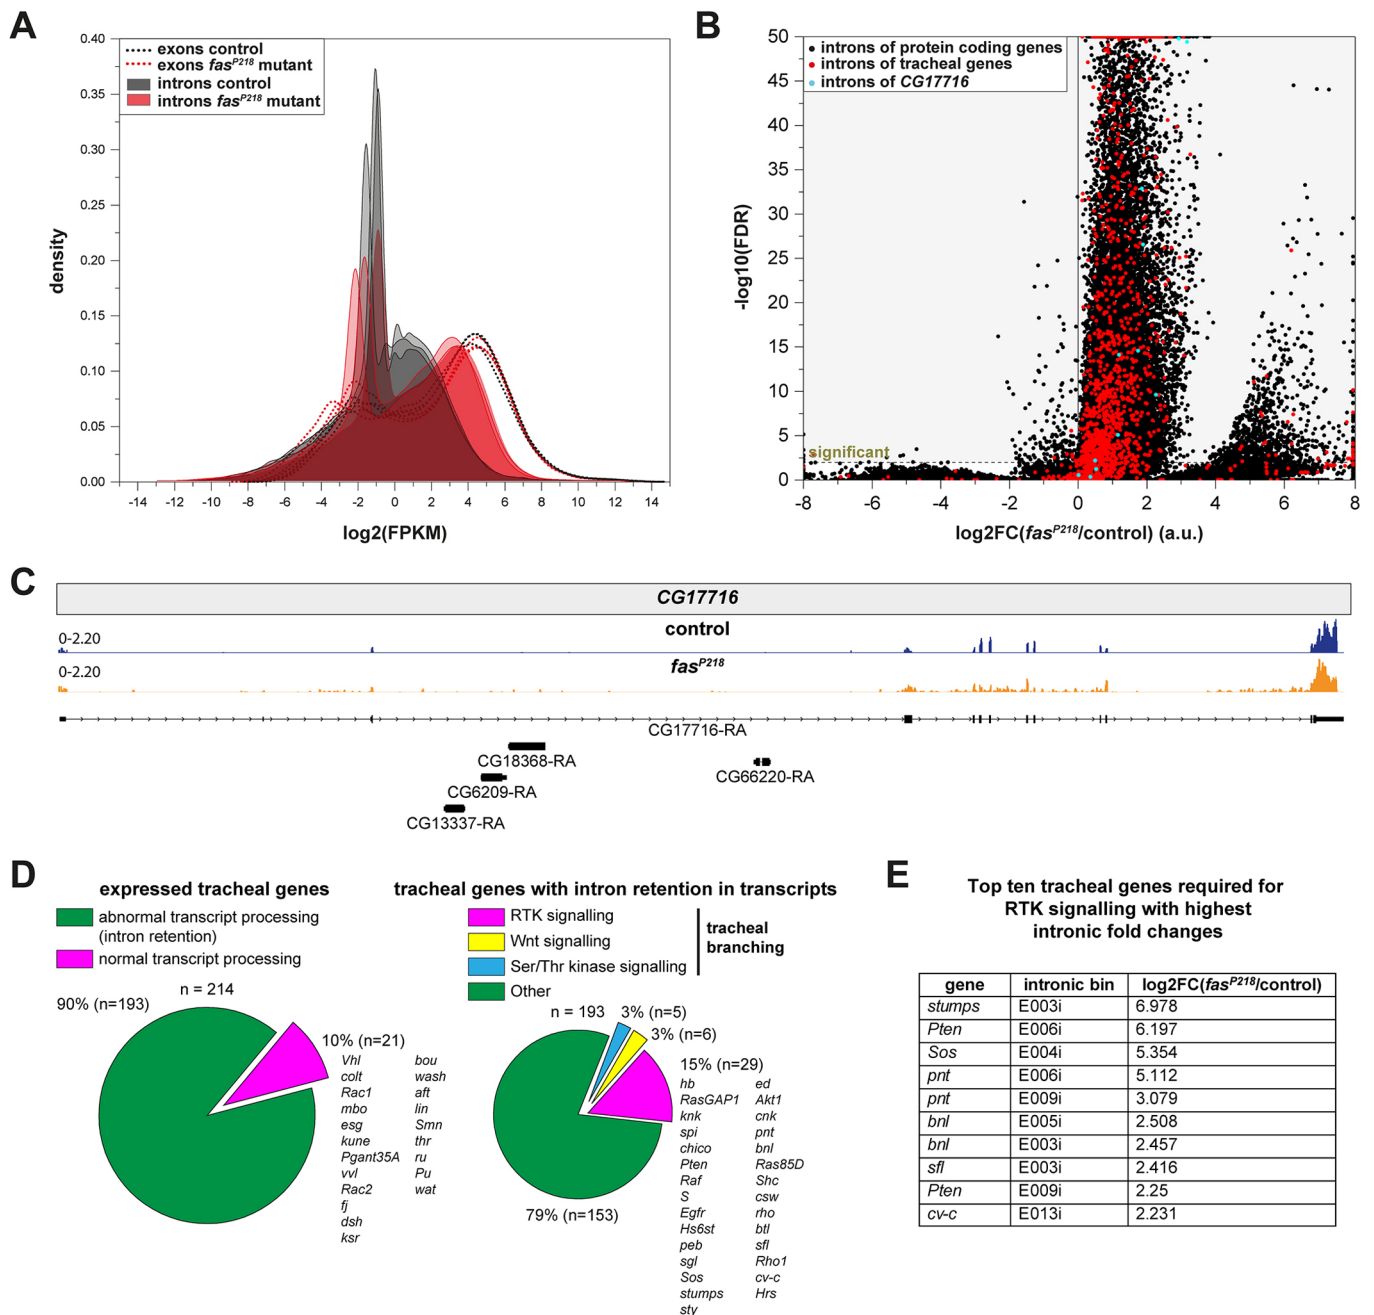 A
exons control
exons fasP218 mutant
introns control
introns fasP218 mutant
0.40
0.35
0.30
0.25
0.20
0.15
0.10
0.05
0.00
density
-14 -12 -10 -8 -6 -4 -2 0 2 4 6 8 10 12 14
log2(FPKM)
B
introns of protein coding genes
introns of tracheal genes
introns of CG17716
50
45
40
35
30
25
20
15
10
5
0
-log10(FDR)
significant
-8 -6 -4 -2 0 2 4 6 8
log2FC(fasP218/control) (a.u.)
C
CG17716
control
0-2.20
fasP218
0-2.20
CG17716-RA
CG18368-RA
CG66220-RA
CG6209-RA
CG13337-RA
D
expressed tracheal genes
abnormal transcript processing
(intron retention)
normal transcript processing
n = 214
90% (n=193)
10% (n=21)
Vhl bou
colt wash
Rac1 aft
mbo lin
esg Smn
kune thr
Pgant35A ru
vvl Pu
Rac2 wat
fj
dsh
ksr
tracheal genes with intron retention in transcripts
RTK signalling
Wnt signalling
Ser/Thr kinase signalling
Other
tracheal
branching
n = 193
3% (n=5)
3% (n=6)
15% (n=29)
79% (n=153)
hb ed
RasGAP1 Akt1
knk cnk
spi pnt
chico bnl
Pten Ras85D
Raf Shc
S csw
Egfr rho
Hs6st btl
peb sfl
sgl Rho1
Sos cv-c
stumps Hrs
sty
E
Top ten tracheal genes required for
RTK signalling with highest
intronic fold changes
gene intronic bin log2FC(fasP218/control)
stumps E003i 6.978
Pten E006i 6.197
Sos E004i 5.354
pnt E006i 5.112
pnt E009i 3.079
bnl E005i 2.508
bnl E003i 2.457
sfl E003i 2.416
Pten E009i 2.25
cv-c E013i 2.231